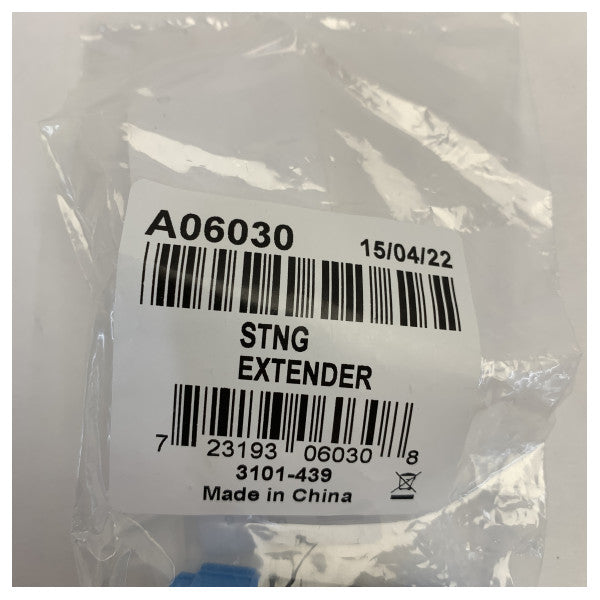 A06030 15/04/22
STNG
EXTENDER
7 23193 06030 8
3101-439
Made in China